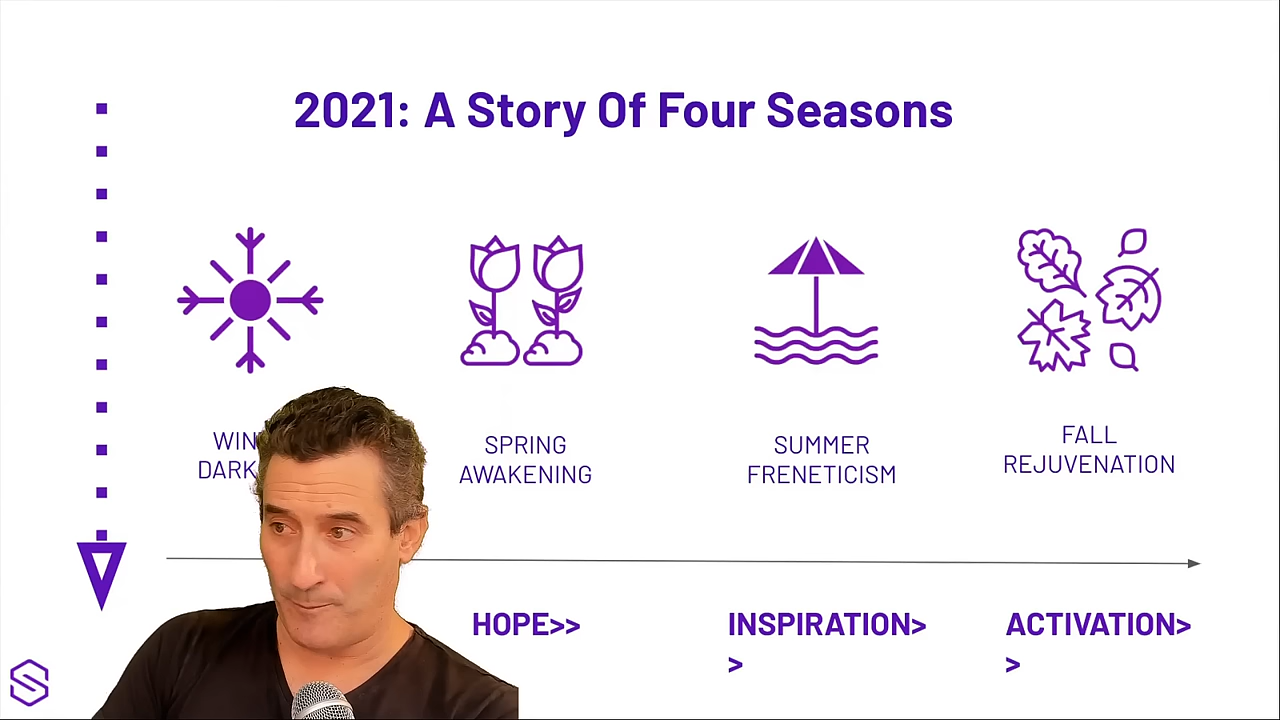 2021: A Story Of Four Seasons
WIN
DARK
SPRING
AWAKENING
SUMMER
FRENETICISM
FALL
REJUVENATION
HOPE>>
INSPIRATION>
>
ACTIVATION>
>